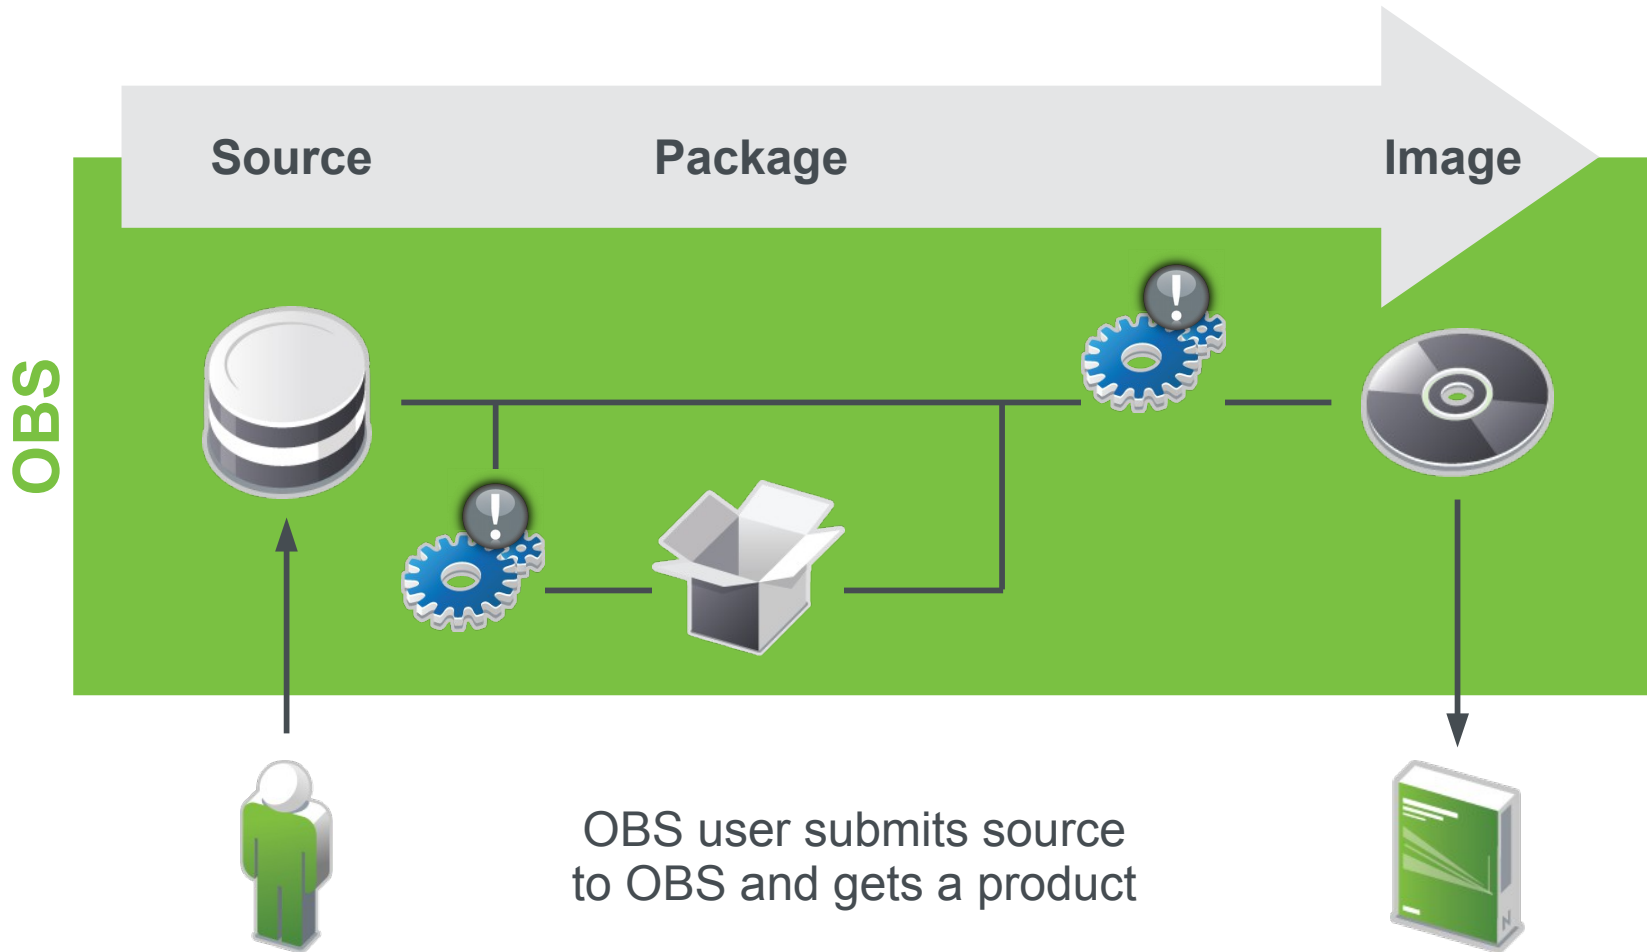 Source
Package
Image
OBS
!
!
OBS user submits source
to OBS and gets a product
N